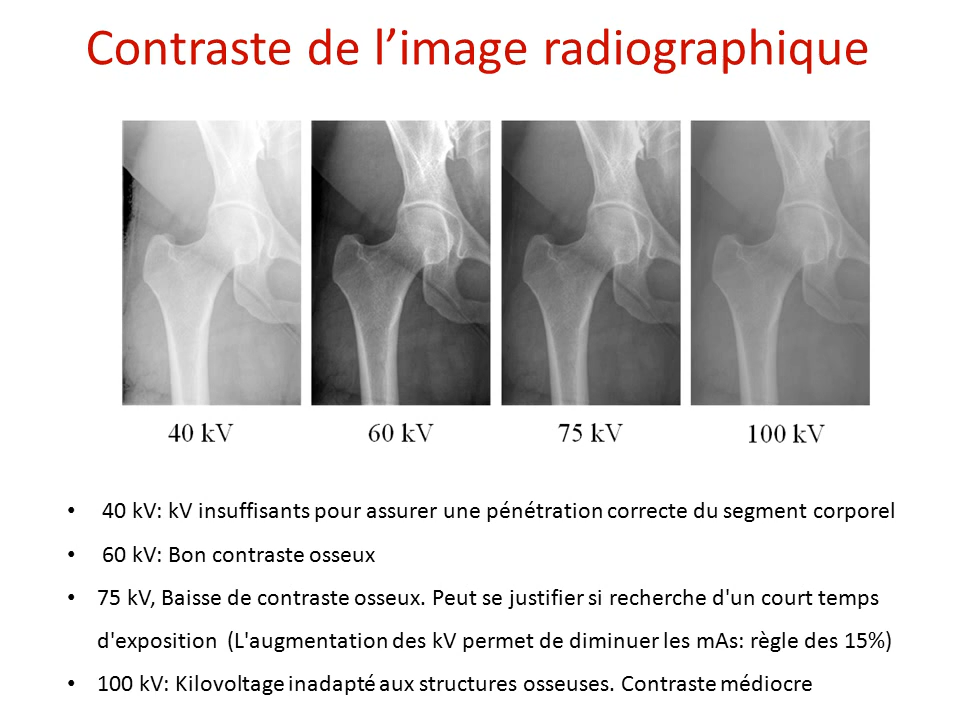 Contraste de l’image radiographique
40 kV
60 kV
75 kV
100 kV
• 40 kV: kV insuffisants pour assurer une pénétration correcte du segment corporel
• 60 kV: Bon contraste osseux
• 75 kV, Baisse de contraste osseux. Peut se justifier si recherche d'un court temps
d'exposition (L'augmentation des kV permet de diminuer les mAs: règle des 15%)
• 100 kV: Kilovoltage inadapté aux structures osseuses. Contraste médiocre